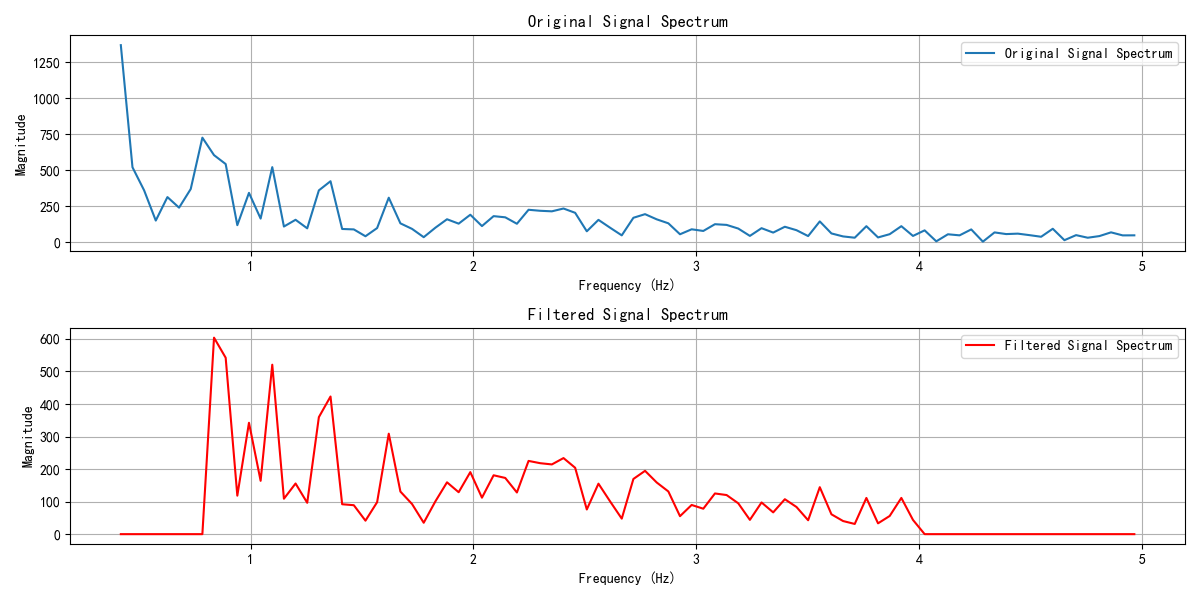 Original Signal Spectrum
Original Signal Spectrum
Magnitude
1250
1000
750
500
250
0
1 2 3 4 5
Frequency (Hz)
Filtered Signal Spectrum
Filtered Signal Spectrum
Magnitude
600
500
400
300
200
100
0
1 2 3 4 5
Frequency (Hz)